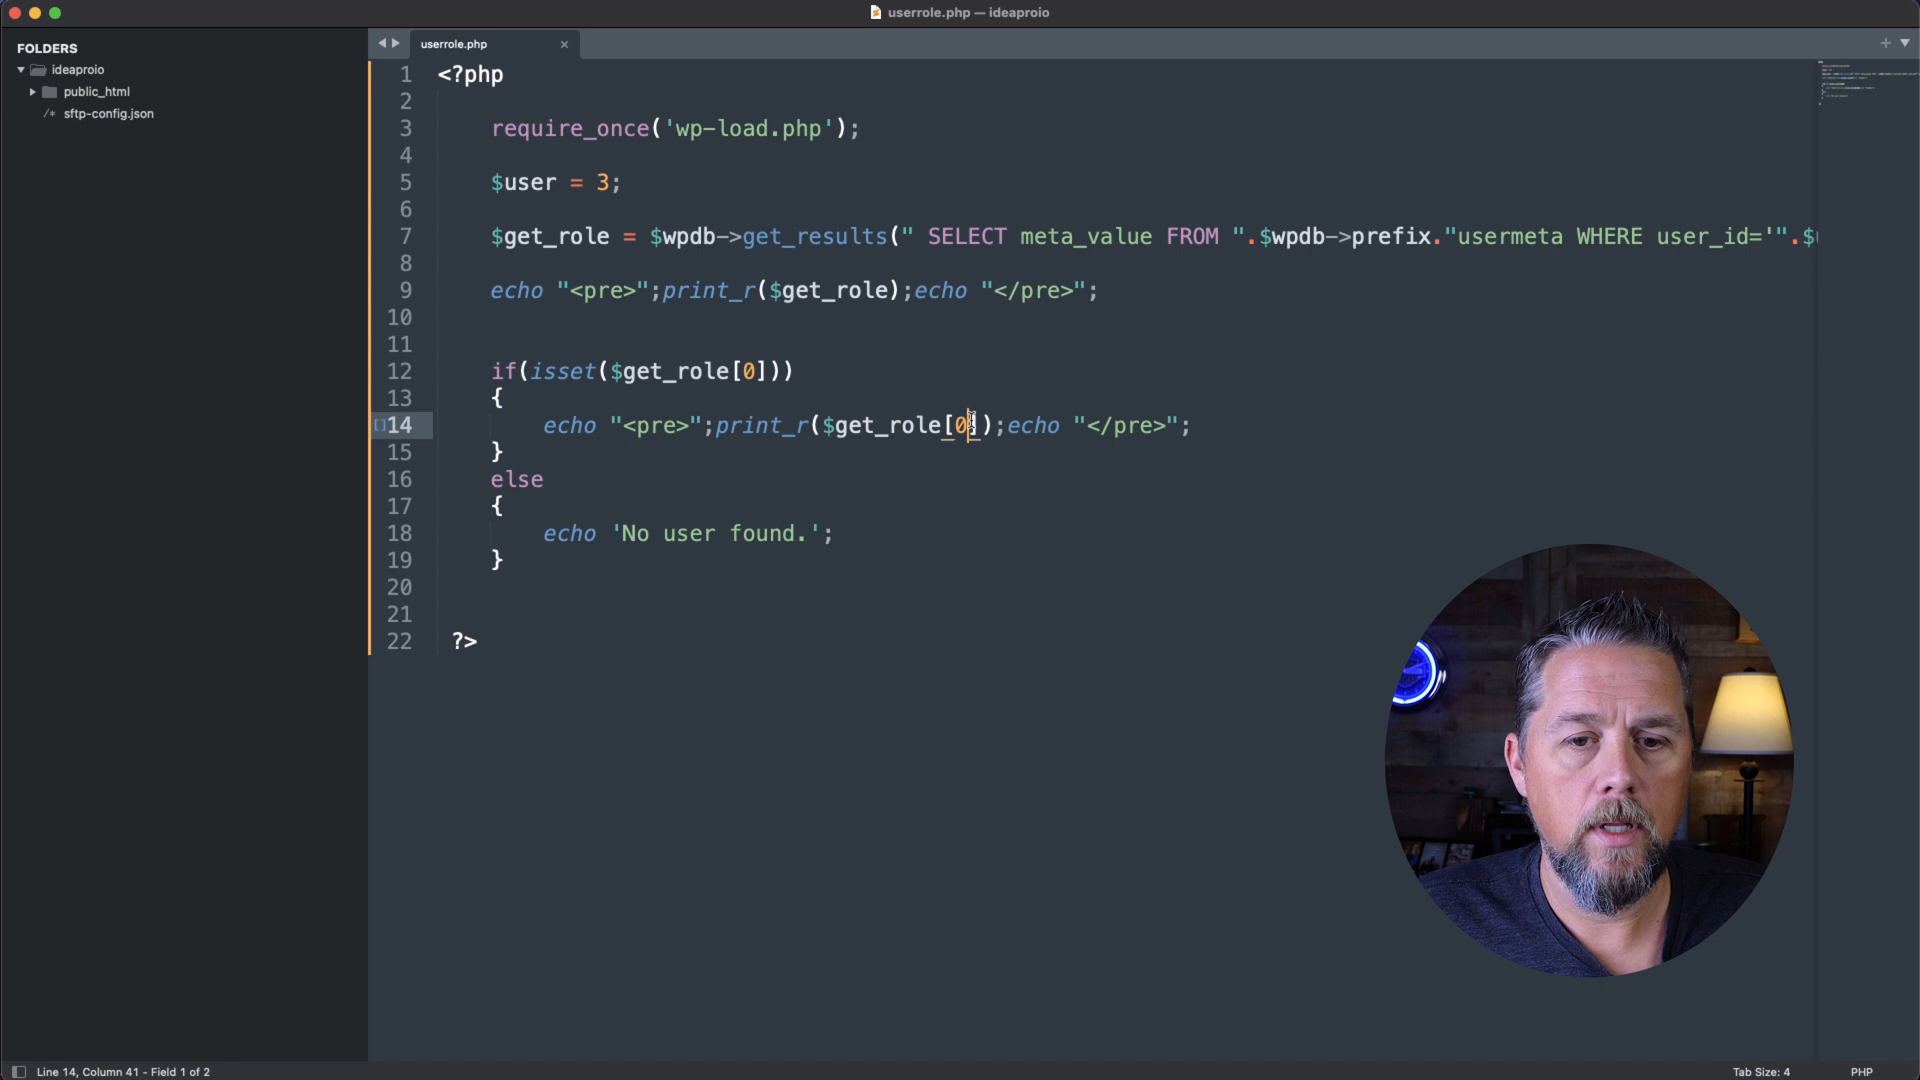 userrole.php — ideaproio
FOLDERS
ideaproio
public_html
/* sftp-config.json
userrole.php
1 <?php
2
3 require_once('wp-load.php');
4
5 $user = 3;
6
7 $get_role = $wpdb->get_results(" SELECT meta_value FROM ".$wpdb->prefix."usermeta WHERE user_id='".$
8
9 echo "<pre>";print_r($get_role);echo "</pre>";
10
11
12 if(isset($get_role[0]))
13 {
14 echo "<pre>";print_r($get_role[0]);echo "</pre>";
15 }
16 else
17 {
18 echo 'No user found.';
19 }
20
21
22 ?>
Line 14, Column 41 - Field 1 of 2
Tab Size: 4
PHP